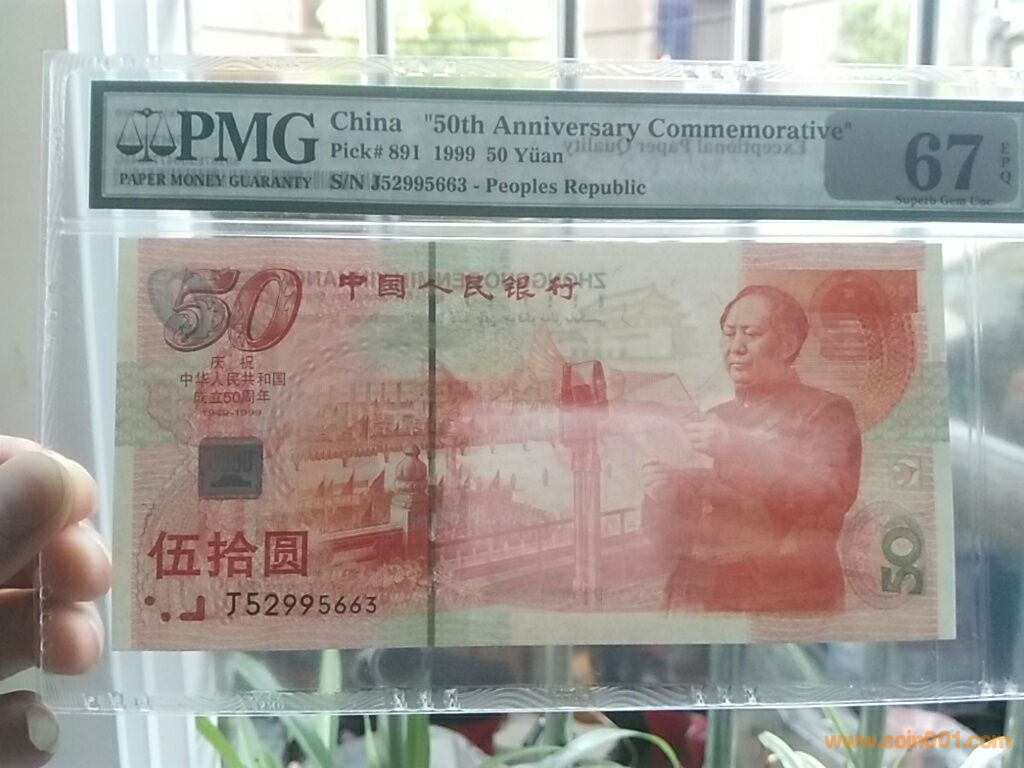 PMG
PAPER MONEY GUARANTY
China "50th Anniversary Commemorative"
Pick# 891 1999 50 Yüan
S/N J52995663 - Peoples Republic
Exceptional Paper Quality
67
EPQ
Superb Gem Unc
50
中国人民银行
庆祝
中华人民共和国
成立50周年
1949-1999
伍拾圆
J52995663
50
www.coin001.com